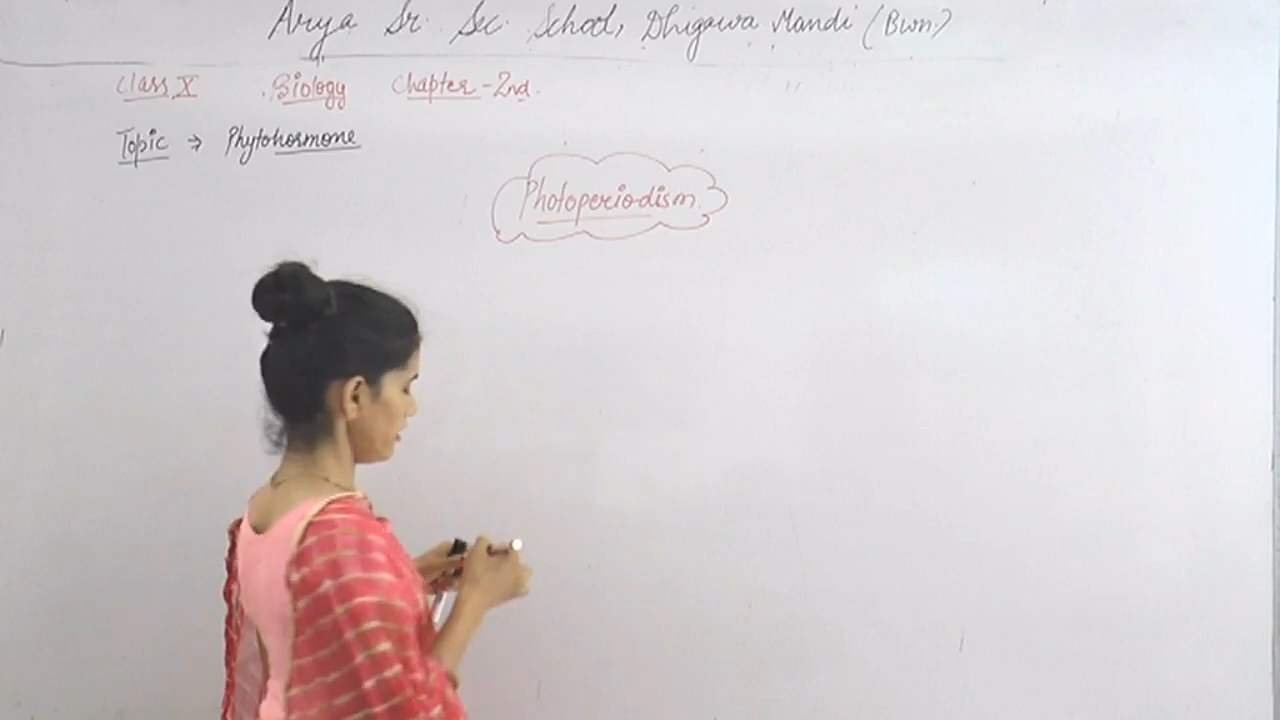 Arya Sr. Sec. School, Dhigawa Mandi (Bwn)
Class X Biology Chapter-2nd.
Topic → Phytohormone
Photoperiodism